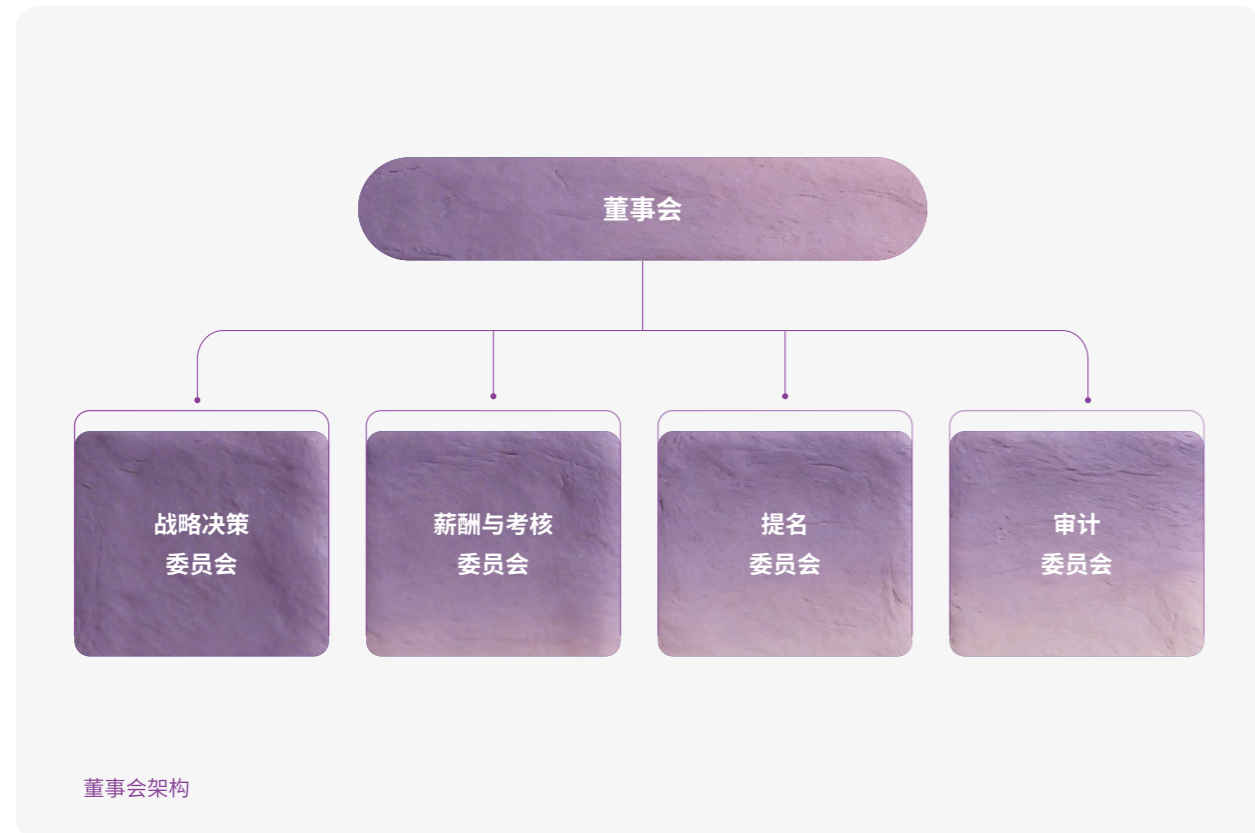 董事会
战略决策
委员会
薪酬与考核
委员会
提名
委员会
审计
委员会
董事会架构